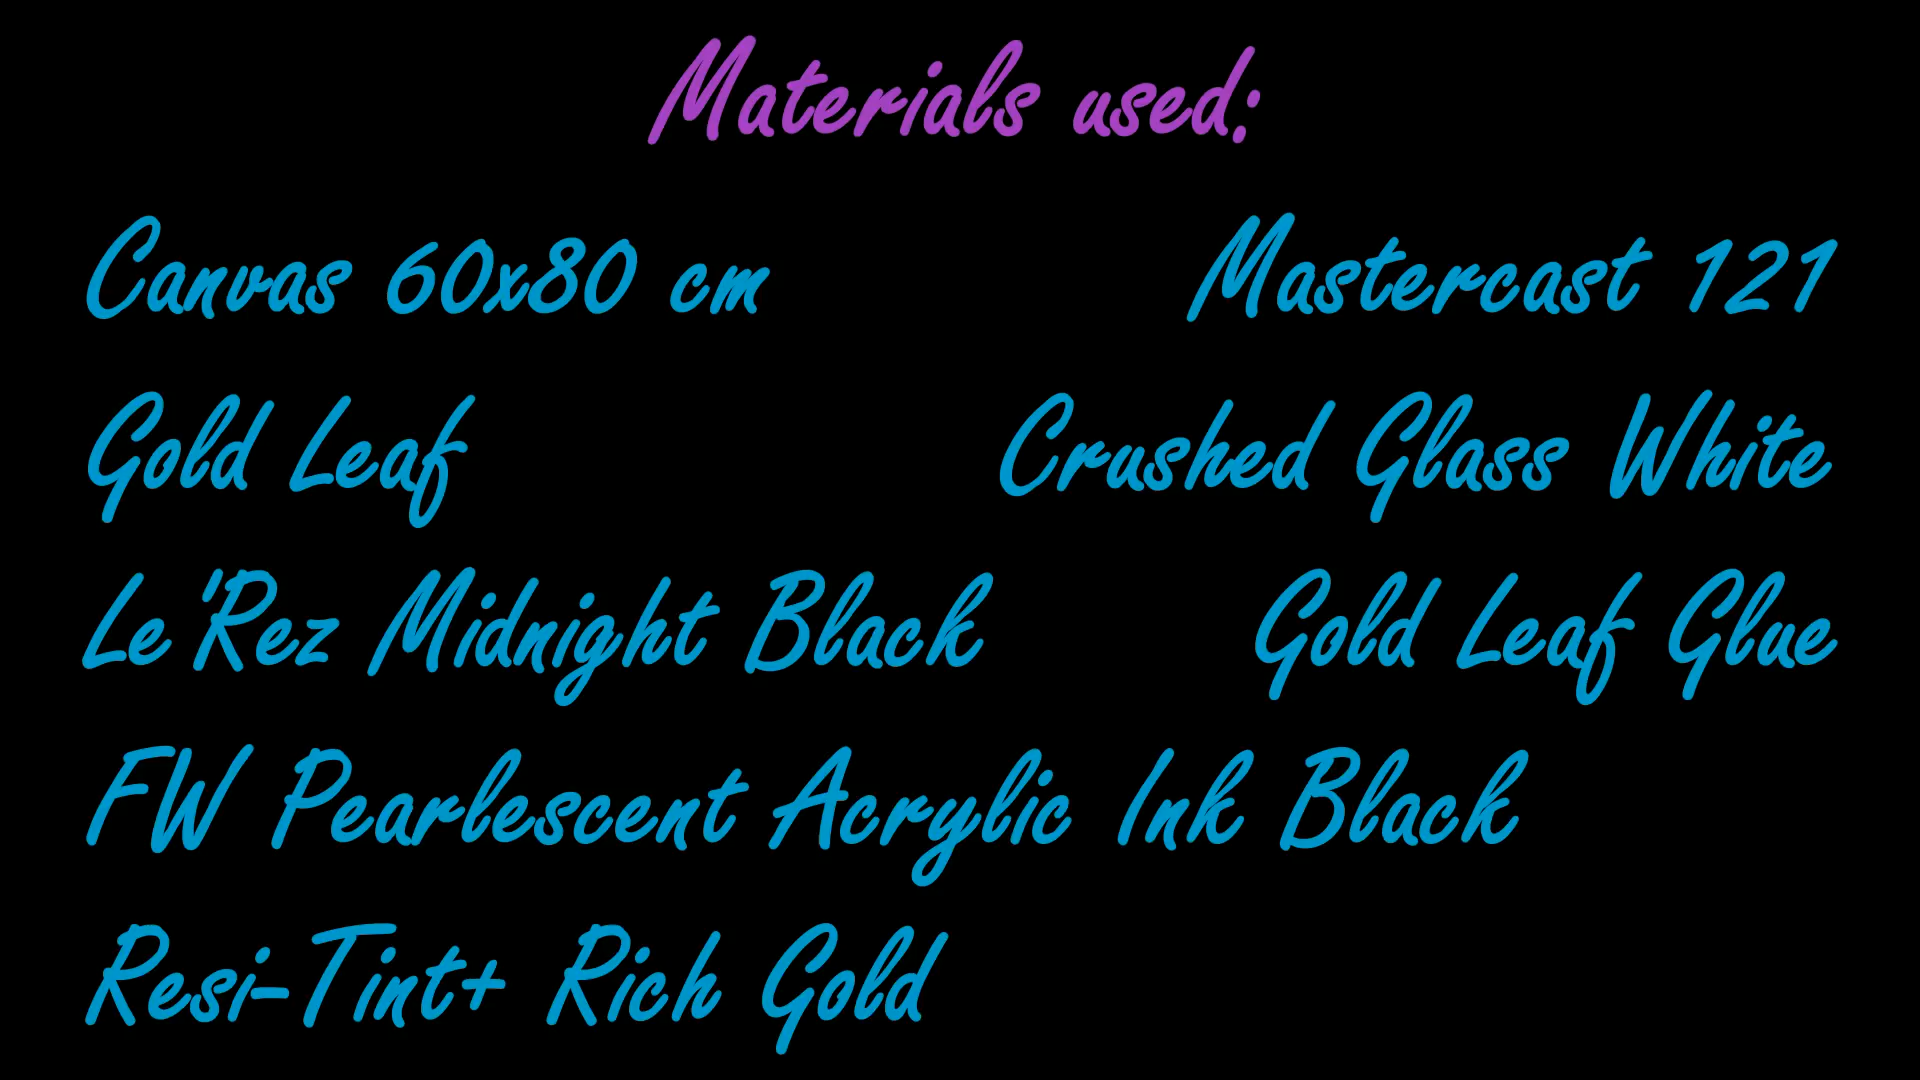 Materials used:
Canvas 60x80 cm Mastercast 121
Gold Leaf Crushed Glass White
Le'Rez Midnight Black Gold Leaf Glue
FW Pearlescent Acrylic Ink Black
Resi-Tint+ Rich Gold